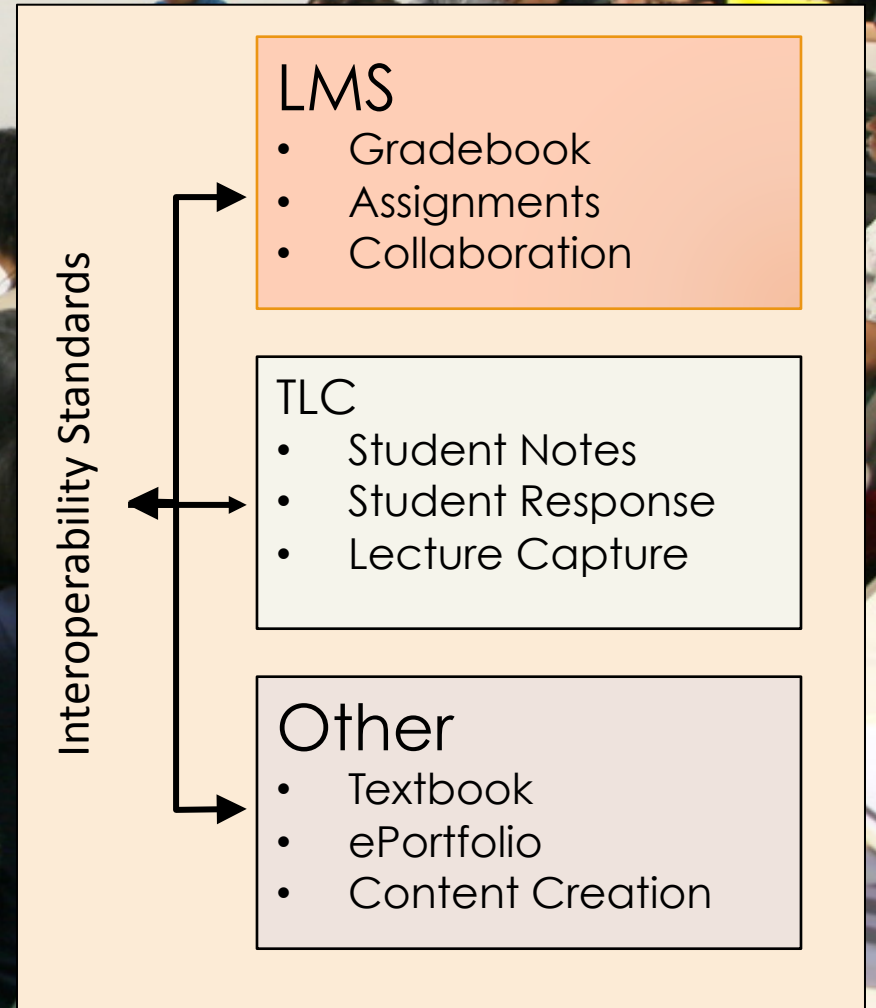 Interoperability Standards
LMS
• Gradebook
• Assignments
• Collaboration
TLC
• Student Notes
• Student Response
• Lecture Capture
Other
• Textbook
• ePortfolio
• Content Creation